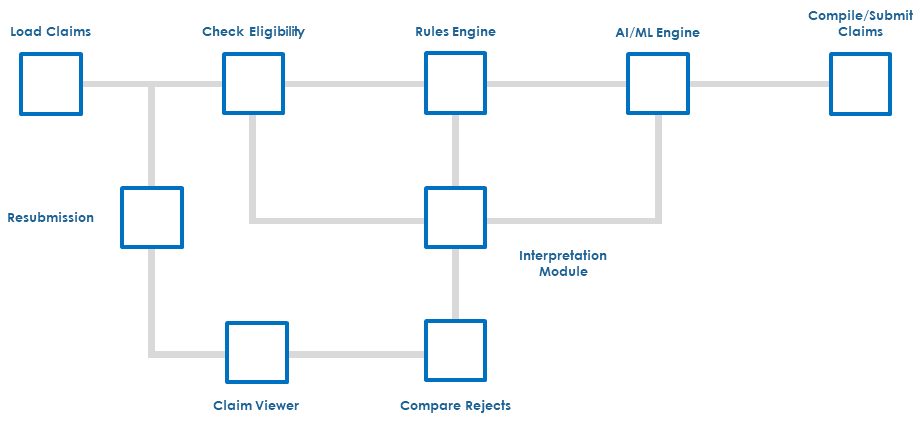 Load Claims
Check Eligibility
Rules Engine
AI/ML Engine
Compile/Submit
Claims
Resubmission
Interpretation
Module
Claim Viewer
Compare Rejects